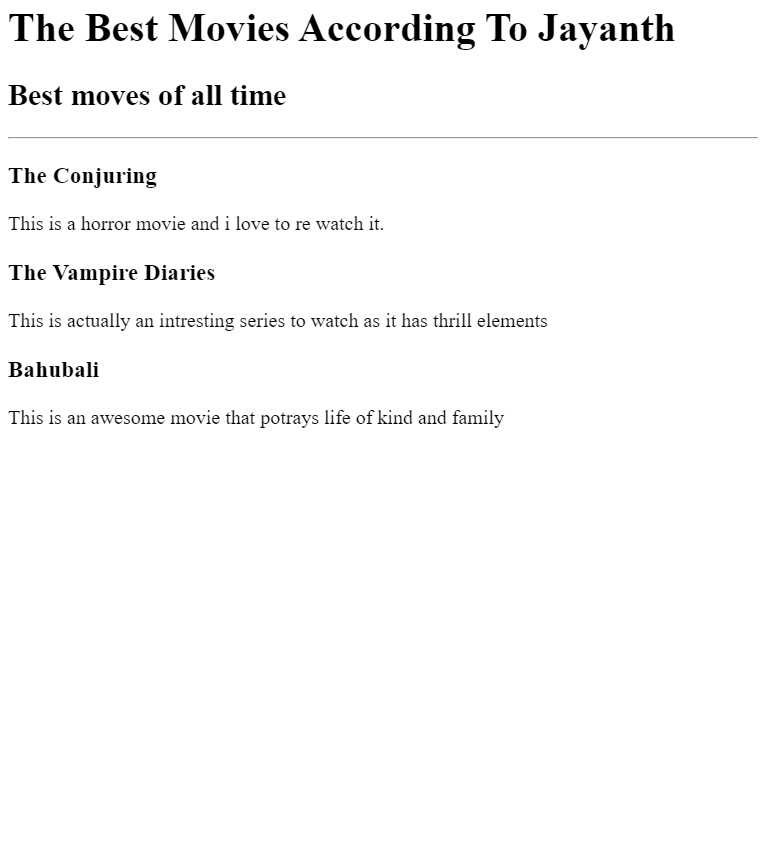 The Best Movies According To Jayanth
Best moves of all time
The Conjuring
This is a horror movie and i love to re watch it.
The Vampire Diaries
This is actually an intresting series to watch as it has thrill elements
Bahubali
This is an awesome movie that potrays life of kind and family